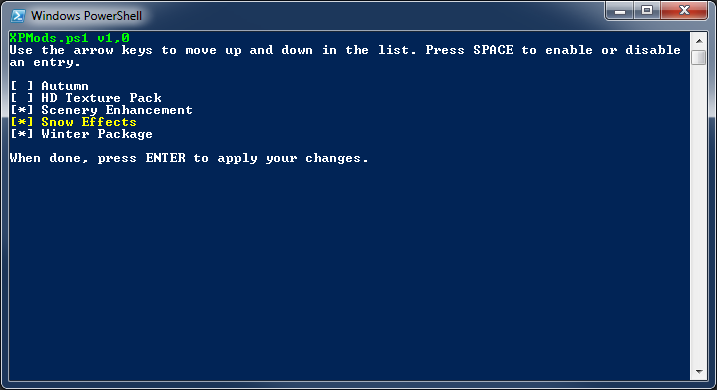 Windows PowerShell
XPMods.ps1 v1,0
Use the arrow keys to move up and down in the list. Press SPACE to enable or disable
an entry.
[ ] Autumn
[ ] HD Texture Pack
[*] Scenery Enhancement
[*] Snow Effects
[*] Winter Package
When done, press ENTER to apply your changes.